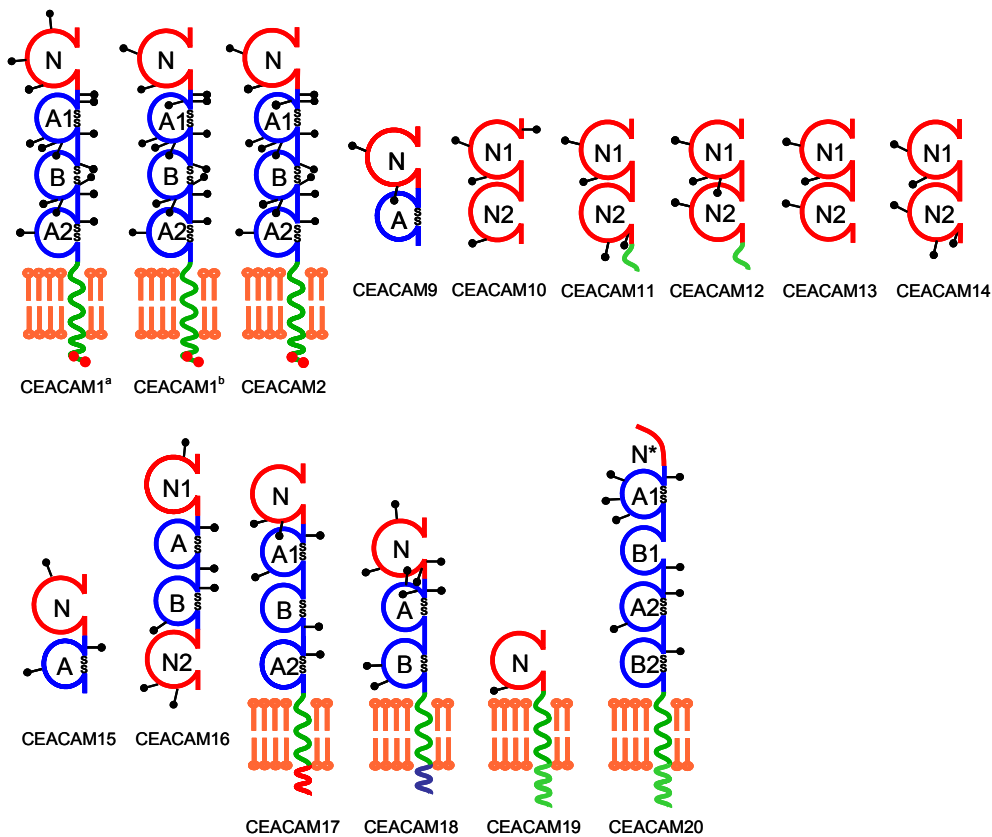 N N N
A1 A1 A1
B B B
A2 A2 A2
CEACAM1a CEACAM1b CEACAM2
N N1 N1 N1 N1 N1
A N2 N2 N2 N2 N2
CEACAM9 CEACAM10 CEACAM11 CEACAM12 CEACAM13 CEACAM14
N
A
CEACAM15
N1
A
B
N2
CEACAM16
N
A1
B
A2
CEACAM17
N
A
B
CEACAM18
N
CEACAM19
N*
A1
B1
A2
B2
CEACAM20